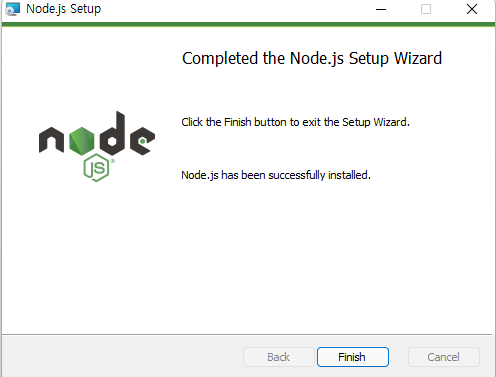 Node.js Setup
Completed the Node.js Setup Wizard
Click the Finish button to exit the Setup Wizard.
node
JS®
Node.js has been successfully installed.
Back
Finish
Cancel